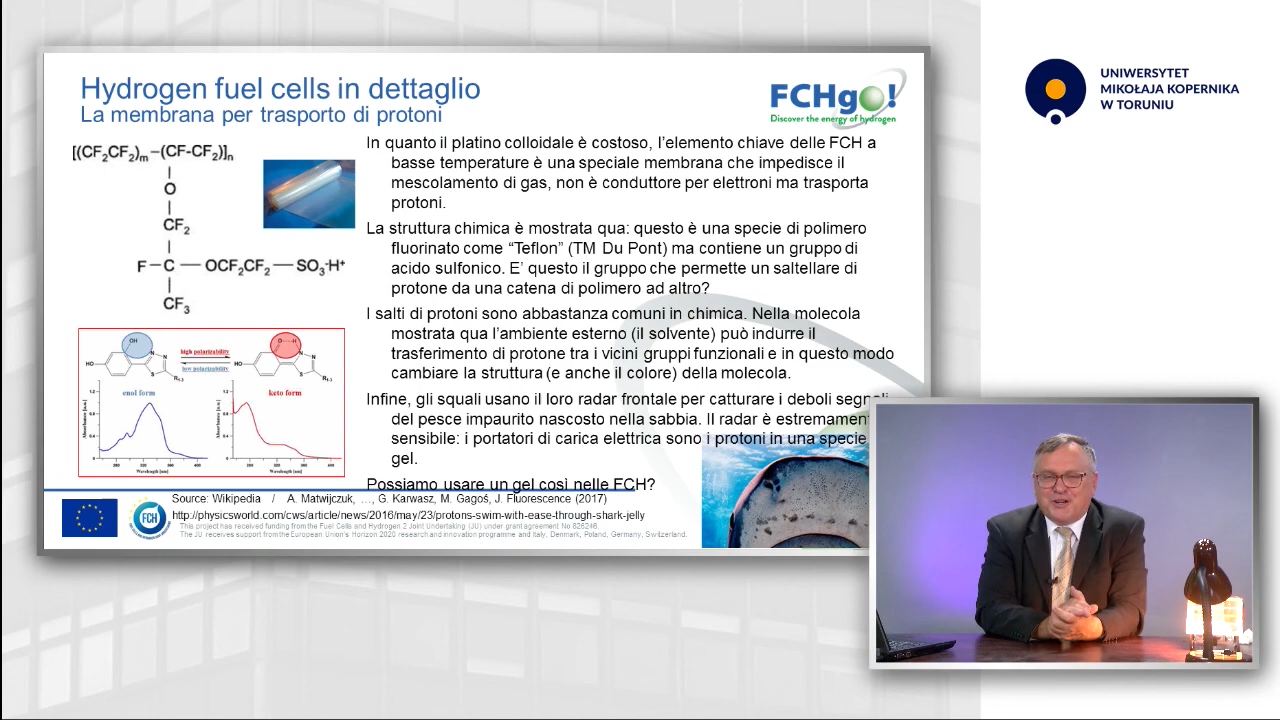 Hydrogen fuel cells in dettaglio
La membrana per trasporto di protoni
FCHgo!
Discover the energy of hydrogen
UNIWERSYTET
MIKOŁAJA KOPERNIKA
W TORUNIU
[(CF₂CF₂)ₘ–(CF-CF₂)]ₙ
O
CF₂
F–C–OCF₂CF₂–SO₃⁻H⁺
CF₃
In quanto il platino colloidale è costoso, l’elemento chiave delle FCH a
basse temperature è una speciale membrana che impedisce il
mescolamento di gas, non è conduttore per elettroni ma trasporta
protoni.
La struttura chimica è mostrata qua: questo è una specie di polimero
fluorinato come “Teflon” (TM Du Pont) ma contiene un gruppo di
acido sulfonico. E’ questo il gruppo che permette un saltellare di
protone da una catena di polimero ad altro?
I salti di protoni sono abbastanza comuni in chimica. Nella molecola
mostrata qua l’ambiente esterno (il solvente) può indurre il
trasferimento di protone tra i vicini gruppi funzionali e in questo modo
cambiare la struttura (e anche il colore) della molecola.
Infine, gli squali usano il loro radar frontale per catturare i deboli segnali
del pesce impaurito nascosto nella sabbia. Il radar è estremamen
sensibile: i portatori di carica elettrica sono i protoni in una specie
gel.
Possiamo usare un gel così nelle FCH?
high polarizability
low polarizability
enol form
keto form
Wavelength [nm]
Wavelength [nm]
Source: Wikipedia / A. Matwijczuk, …, G. Karwasz, M. Gagoś, J. Fluorescence (2017)
http://physicsworld.com/cws/article/news/2016/may/23/protons-swim-with-ease-through-shark-jelly
This project has received funding from the Fuel Cells and Hydrogen 2 Joint Undertaking (JU) under grant agreement No 826246.
The JU receives support from the European Union’s Horizon 2020 research and innovation programme and Italy, Denmark, Poland, Germany, Switzerland.
FCH